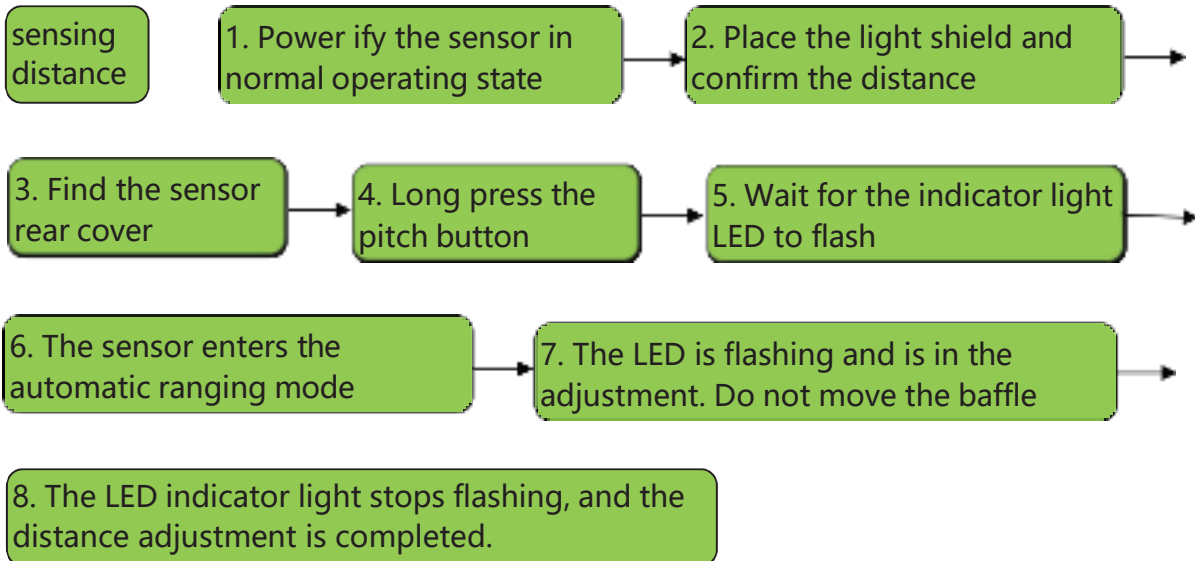 sensing
distance
1. Power ify the sensor in
normal operating state
2. Place the light shield and
confirm the distance
3. Find the sensor
rear cover
4. Long press the
pitch button
5. Wait for the indicator light
LED to flash
6. The sensor enters the
automatic ranging mode
7. The LED is flashing and is in the
adjustment. Do not move the baffle
8. The LED indicator light stops flashing, and the
distance adjustment is completed.